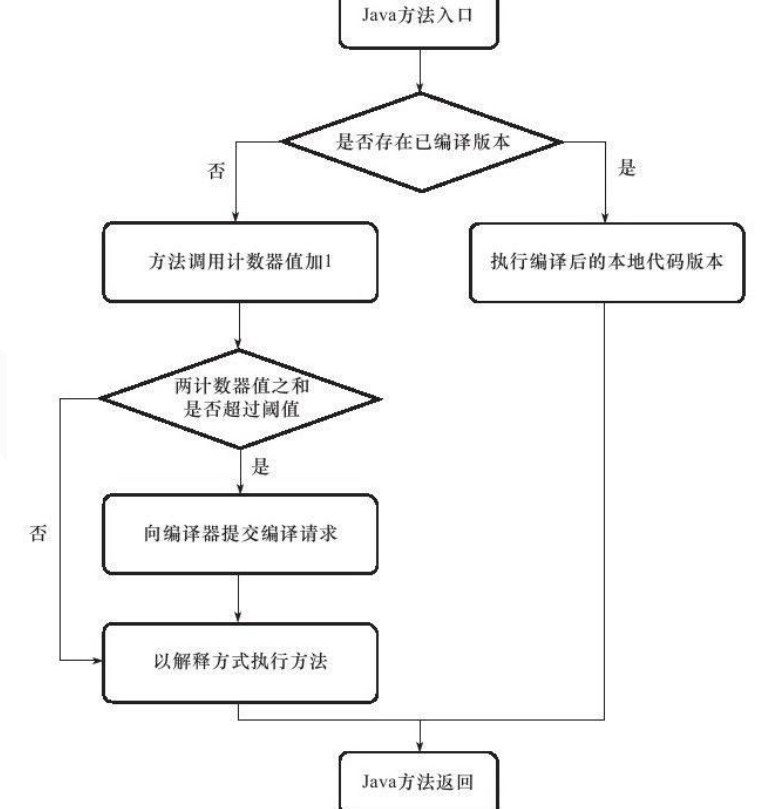 Java方法入口
是否存在已编译版本
否
是
方法调用计数器值加1
执行编译后的本地代码版本
两计数器值之和
是否超过阈值
是
向编译器提交编译请求
否
以解释方式执行方法
Java方法返回